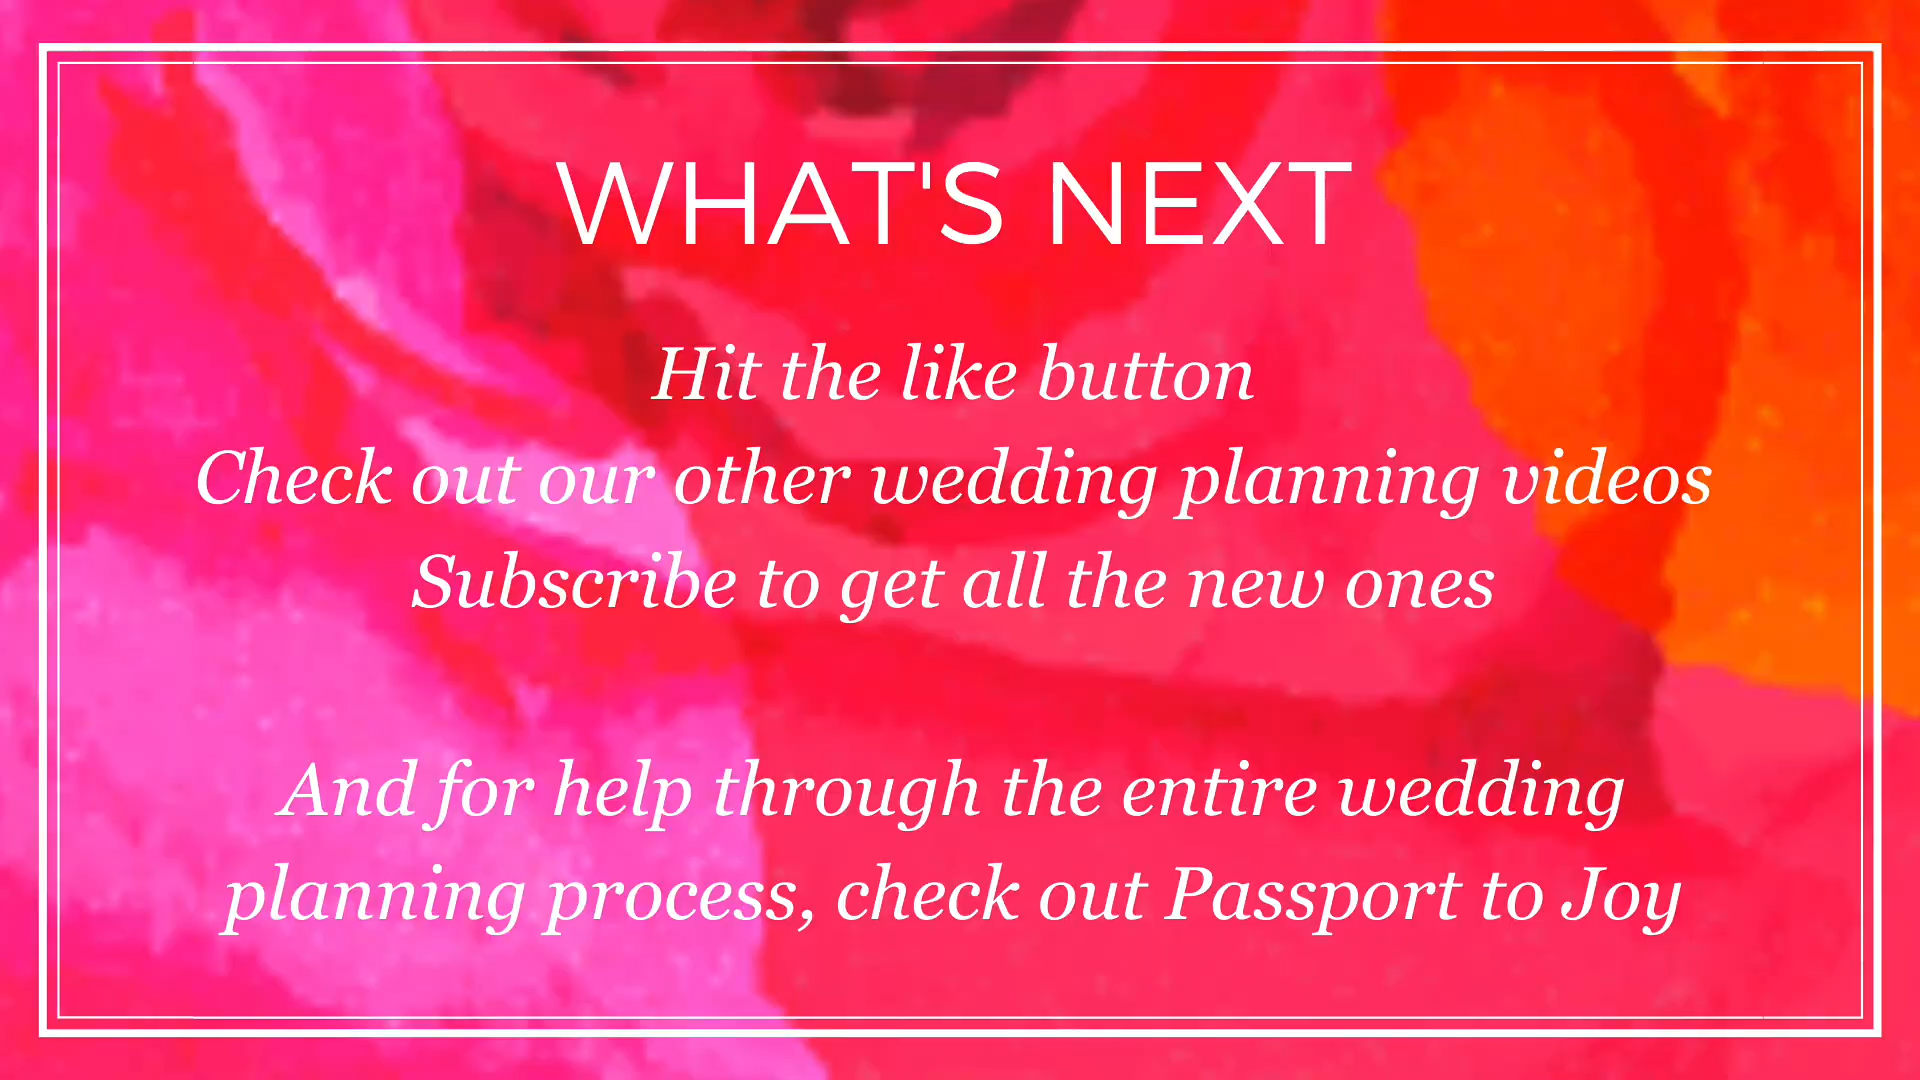 WHAT'S NEXT
Hit the like button
Check out our other wedding planning videos
Subscribe to get all the new ones
And for help through the entire wedding
planning process, check out Passport to Joy